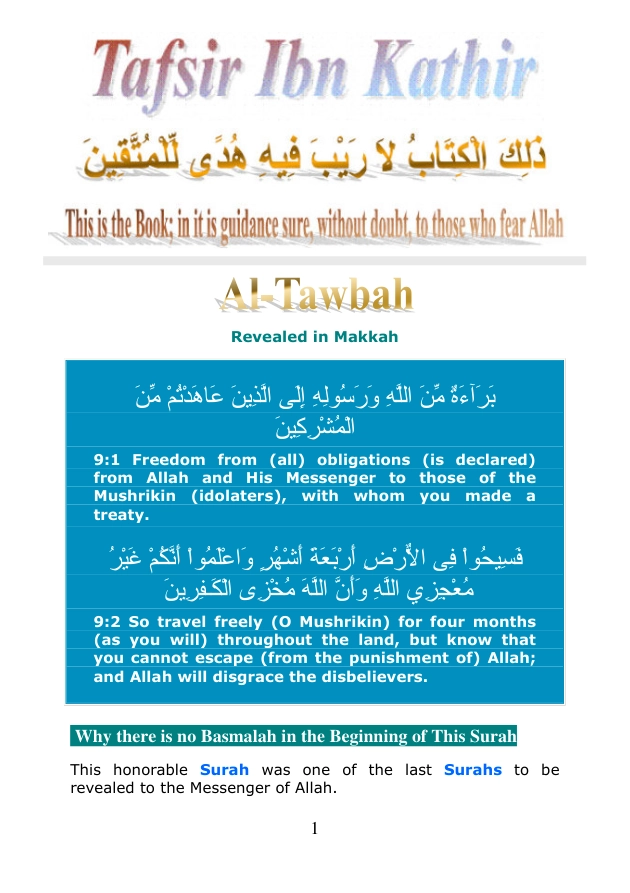 Tafsir Ibn Kathir
ذَلِكَ الْكِتَابُ لاَ رَيْبَ فِيهِ هُدًى لِّلْمُتَّقِينَ
This is the Book; in it is guidance sure, without doubt, to those who fear Allah
Al-Tawbah
Revealed in Makkah
بَرَآءَةٌ مِّنَ اللَّهِ وَرَسُولِهِ إِلَى الَّذِينَ عَاهَدْتُمْ مِّنَ
الْمُشْرِكِينَ
9:1 Freedom from (all) obligations (is declared)
from Allah and His Messenger to those of the
Mushrikin (idolaters), with whom you made a
treaty.
فَسِيحُواْ فِى الاٌّرْضِ أَرْبَعَةَ أَشْهُرٍ وَاعْلَمُواْ أَنَّكُمْ غَيْرُ
مُعْجِزِي اللَّهِ وَأَنَّ اللَّهَ مُخْزِى الْكَـفِرِينَ
9:2 So travel freely (O Mushrikin) for four months
(as you will) throughout the land, but know that
you cannot escape (from the punishment of) Allah;
and Allah will disgrace the disbelievers.
Why there is no Basmalah in the Beginning of This Surah
This honorable Surah was one of the last Surahs to be
revealed to the Messenger of Allah.
1